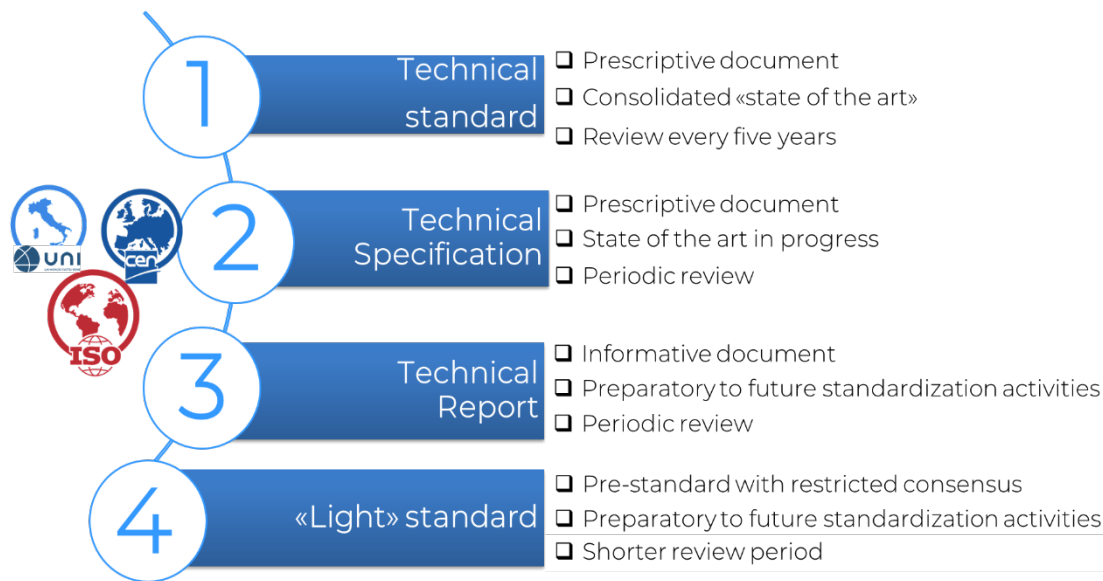 1
Technical
standard
❑ Prescriptive document
❑ Consolidated «state of the art»
❑ Review every five years
UNI
cen
ISO
2
Technical
Specification
❑ Prescriptive document
❑ State of the art in progress
❑ Periodic review
3
Technical
Report
❑ Informative document
❑ Preparatory to future standardization activities
❑ Periodic review
4
«Light» standard
❑ Pre-standard with restricted consensus
❑ Preparatory to future standardization activities
❑ Shorter review period